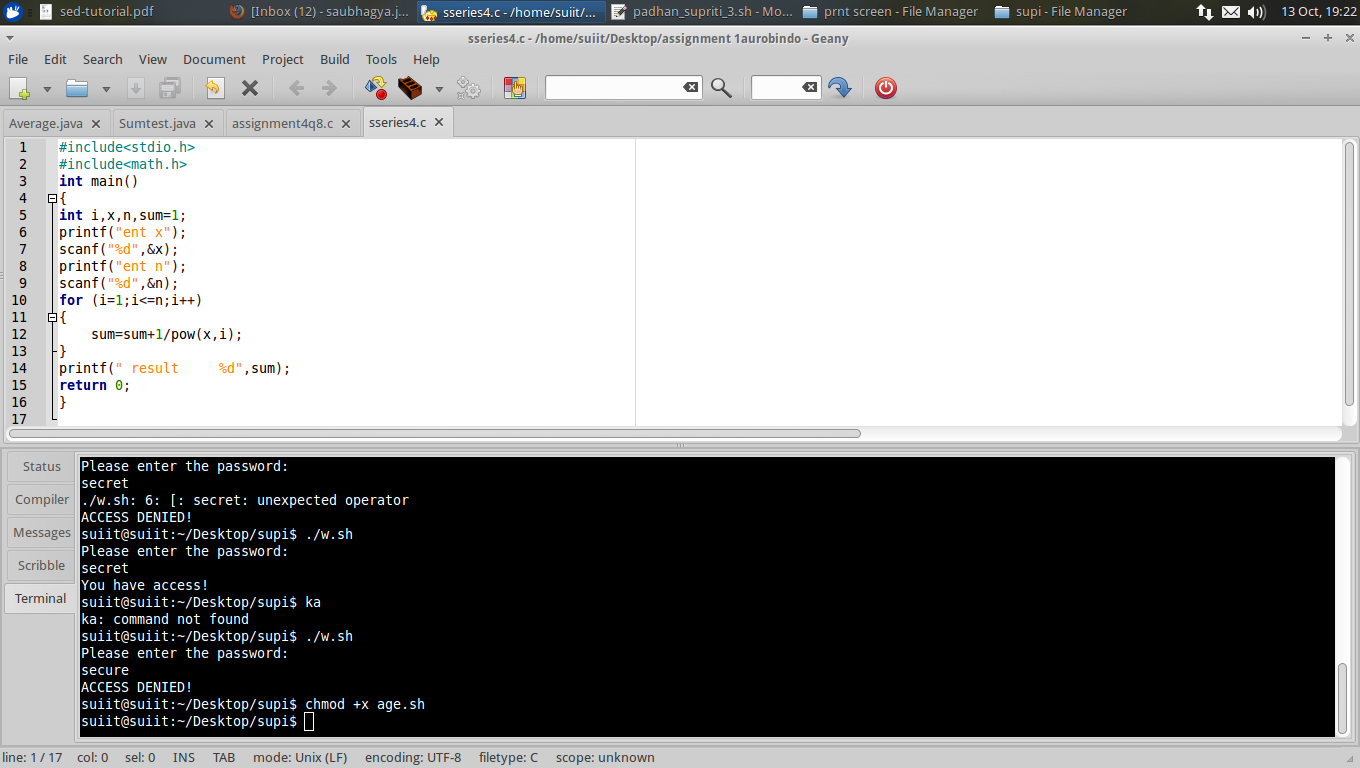 sed-tutorial.pdf [Inbox (12) - saubhagya.j... sseries4.c - /home/suiit/... padhan_supriti_3.sh - Mo... prnt screen - File Manager supi - File Manager 13 Oct, 19:22
sseries4.c - /home/suiit/Desktop/assignment 1aurobindo - Geany
File Edit Search View Document Project Build Tools Help
Average.java Sumtest.java assignment4q8.c sseries4.c
1 #include<stdio.h>
2 #include<math.h>
3 int main()
4 {
5 int i,x,n,sum=1;
6 printf("ent x");
7 scanf("%d",&x);
8 printf("ent n");
9 scanf("%d",&n);
10 for (i=1;i<=n;i++)
11 {
12     sum=sum+1/pow(x,i);
13 }
14 printf(" result     %d",sum);
15 return 0;
16 }
17
Status
Compiler
Messages
Scribble
Terminal
Please enter the password:
secret
./w.sh: 6: [: secret: unexpected operator
ACCESS DENIED!
suiit@suiit:~/Desktop/supi$ ./w.sh
Please enter the password:
secret
You have access!
suiit@suiit:~/Desktop/supi$ ka
ka: command not found
suiit@suiit:~/Desktop/supi$ ./w.sh
Please enter the password:
secure
ACCESS DENIED!
suiit@suiit:~/Desktop/supi$ chmod +x age.sh
suiit@suiit:~/Desktop/supi$
line: 1 / 17 col: 0 sel: 0 INS TAB mode: Unix (LF) encoding: UTF-8 filetype: C scope: unknown